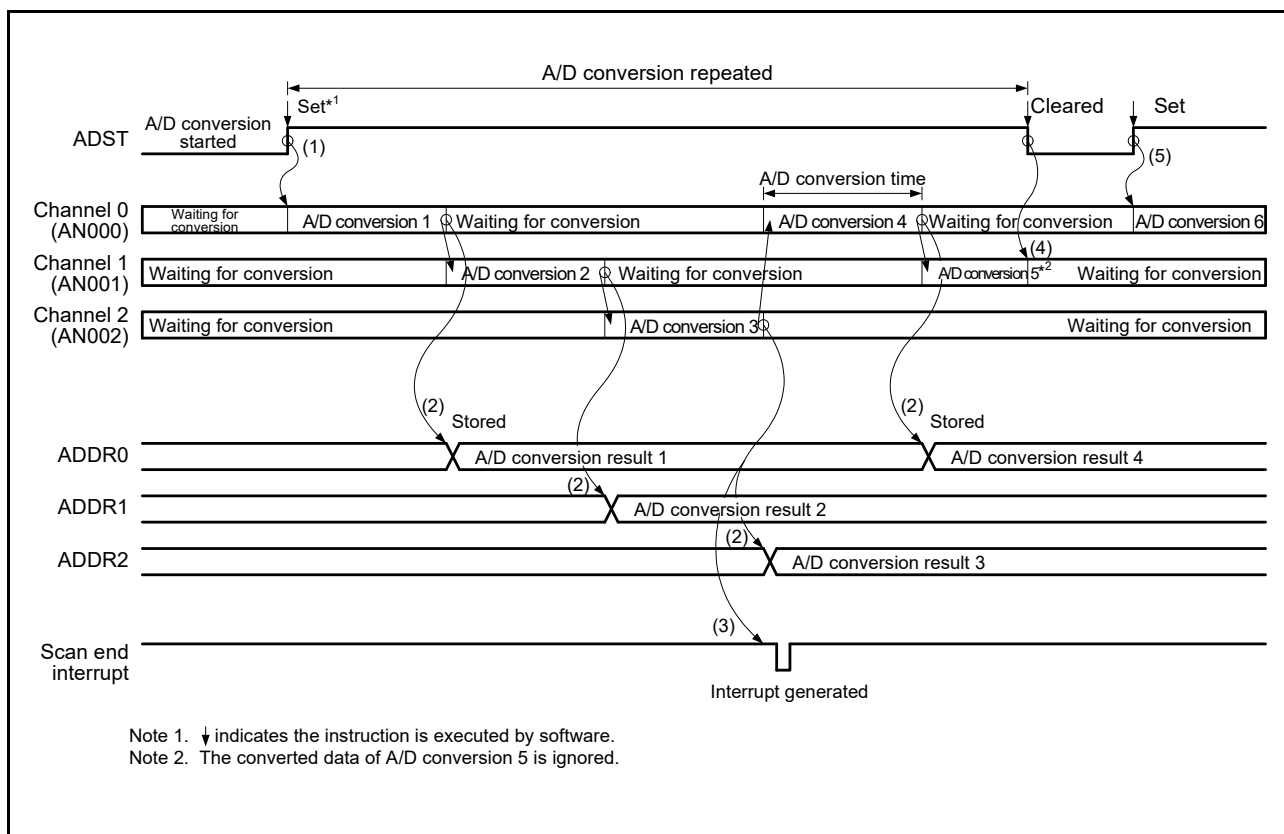 A/D conversion repeated
Set*1
Cleared
Set
ADST
A/D conversion
started
(1)
(5)
A/D conversion time
Channel 0
(AN000)
Waiting for
conversion
A/D conversion 1
Waiting for conversion
A/D conversion 4
Waiting for conversion
A/D conversion 6
(4)
Channel 1
(AN001)
Waiting for conversion
A/D conversion 2
Waiting for conversion
A/D conversion 5*2
Waiting for conversion
Channel 2
(AN002)
Waiting for conversion
A/D conversion 3
Waiting for conversion
(2)
Stored
(2)
Stored
ADDR0
A/D conversion result 1
A/D conversion result 4
(2)
ADDR1
A/D conversion result 2
(2)
ADDR2
A/D conversion result 3
(3)
Scan end
interrupt
Interrupt generated
Note 1. ↓ indicates the instruction is executed by software.
Note 2. The converted data of A/D conversion 5 is ignored.